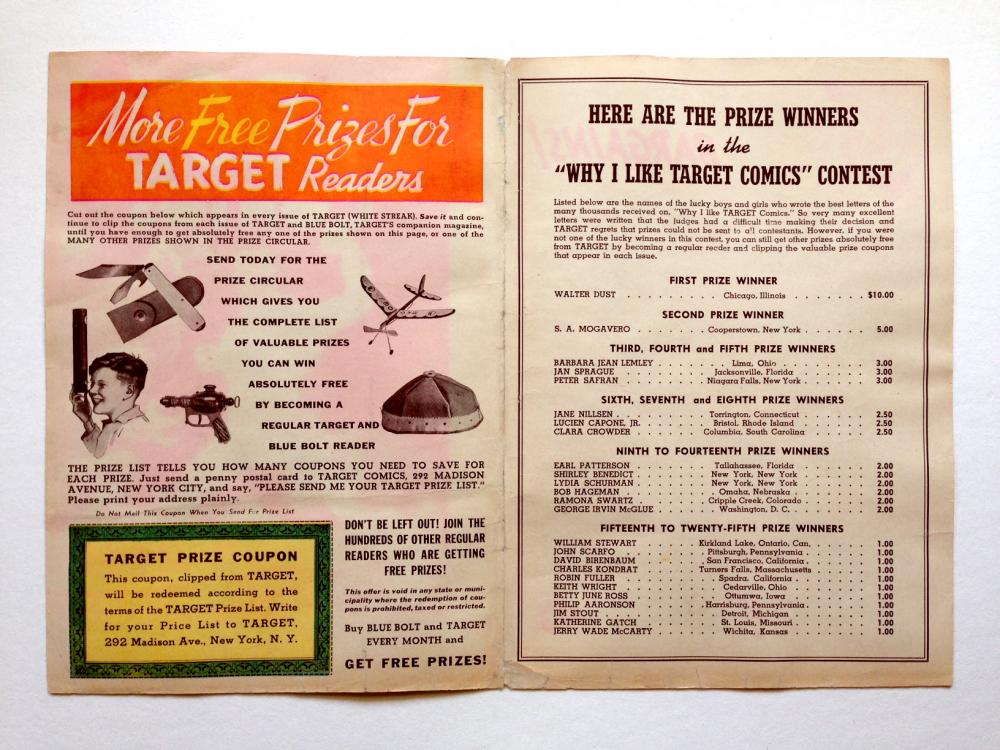 More Free Prizes For
TARGET Readers
Cut out the coupon below which appears in every issue of TARGET (WHITE STREAK). Save it and con-
tinue to clip the coupons from each issue of TARGET and BLUE BOLT, TARGET'S companion magazine,
until you have enough to get absolutely free any one of the prizes shown on this page, or one of the
MANY OTHER PRIZES SHOWN IN THE PRIZE CIRCULAR.
SEND TODAY FOR THE
PRIZE CIRCULAR
WHICH GIVES YOU
THE COMPLETE LIST
OF VALUABLE PRIZES
YOU CAN WIN
ABSOLUTELY FREE
BY BECOMING A
REGULAR TARGET AND
BLUE BOLT READER
THE PRIZE LIST TELLS YOU HOW MANY COUPONS YOU NEED TO SAVE FOR
EACH PRIZE. Just send a penny postal card to TARGET COMICS, 292 MADISON
AVENUE, NEW YORK CITY, and say, "PLEASE SEND ME YOUR TARGET PRIZE LIST."
Please print your address plainly.
Do Not Mail This Coupon When You Send For Prize List
TARGET PRIZE COUPON
This coupon, clipped from TARGET,
will be redeemed according to the
terms of the TARGET Prize List. Write
for your Price List to TARGET,
292 Madison Ave., New York, N. Y.
DON'T BE LEFT OUT! JOIN THE
HUNDREDS OF OTHER REGULAR
READERS WHO ARE GETTING
FREE PRIZES!
This offer is void in any state or muni-
cipality where the redemption of cou-
pons is prohibited, taxed or restricted.
Buy BLUE BOLT and TARGET
EVERY MONTH and
GET FREE PRIZES!
HERE ARE THE PRIZE WINNERS
in the
"WHY I LIKE TARGET COMICS" CONTEST
Listed below are the names of the lucky boys and girls who wrote the best letters of the
many thousands received on, "Why I like TARGET Comics." So very many excellent
letters were written that the judges had a difficult time making their decision and
TARGET regrets that prizes could not be sent to all contestants. However, if you were
not one of the lucky winners in this contest, you can still get other prizes absolutely free
from TARGET by becoming a regular reader and clipping the valuable prize coupons
that appear in each issue.
FIRST PRIZE WINNER
WALTER DUST . . . . . . . . . Chicago, Illinois . . . . . . . $10.00
SECOND PRIZE WINNER
S. A. MOGAVERO . . . . . . . Cooperstown, New York . . . . . . 5.00
THIRD, FOURTH and FIFTH PRIZE WINNERS
BARBARA JEAN LEMLEY . . . . . . Lima, Ohio . . . . . . . . 3.00
JAN SPRAGUE . . . . . . . Jacksonville, Florida . . . . . . . 3.00
PETER SAFRAN . . . . . . Niagara Falls, New York . . . . . . 3.00
SIXTH, SEVENTH and EIGHTH PRIZE WINNERS
JANE NILLSEN . . . . . . . Torrington, Connecticut . . . . . . 2.50
LUCIEN CAPONE, JR. . . . . . Bristol, Rhode Island . . . . . . 2.50
CLARA CROWDER . . . . . . Columbia, South Carolina . . . . . 2.50
NINTH TO FOURTEENTH PRIZE WINNERS
EARL PATTERSON . . . . . . Tallahassee, Florida . . . . . . . 2.00
SHIRLEY BENEDICT . . . . . New York, New York . . . . . . . 2.00
LYDIA SCHURMAN . . . . . . New York, New York . . . . . . . 2.00
BOB HAGEMAN . . . . . . . . Omaha, Nebraska . . . . . . . . 2.00
RAMONA SWARTZ . . . . . . Cripple Creek, Colorado . . . . . . 2.00
GEORGE IRVIN McGLUE . . . . . Washington, D. C. . . . . . . . 2.00
FIFTEENTH TO TWENTY-FIFTH PRIZE WINNERS
WILLIAM STEWART . . . . . Kirkland Lake, Ontario, Can. . . . . . 1.00
JOHN SCARFO . . . . . . . Pittsburgh, Pennsylvania . . . . . . 1.00
DAVID BIRENBAUM . . . . . San Francisco, California . . . . . . 1.00
CHARLES KONDRAT . . . . . Turners Falls, Massachusetts . . . . . 1.00
ROBIN FULLER . . . . . . . Spadra, California . . . . . . . . 1.00
KEITH WRIGHT . . . . . . . Cedarville, Ohio . . . . . . . . 1.00
BETTY JUNE ROSS . . . . . . Ottumwa, Iowa . . . . . . . . . 1.00
PHILIP AARONSON . . . . . Harrisburg, Pennsylvania . . . . . . 1.00
JIM STOUT . . . . . . . . Detroit, Michigan . . . . . . . . 1.00
KATHERINE GATCH . . . . . . St. Louis, Missouri . . . . . . . 1.00
JERRY WADE McCARTY . . . . . Wichita, Kansas . . . . . . . . 1.00